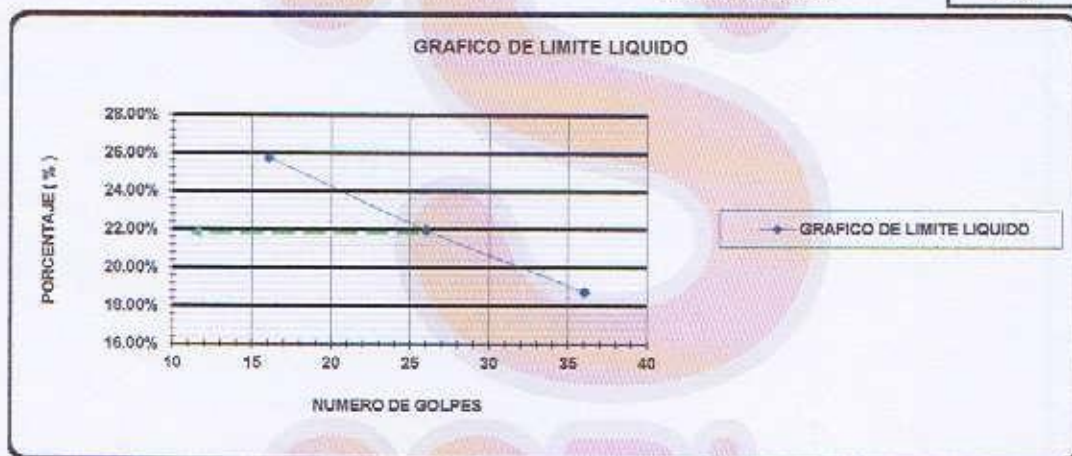 GRAFICO DE LIMITE LIQUIDO
PORCENTAJE ( % )
28.00%
26.00%
24.00%
22.00%
20.00%
18.00%
16.00%
10 15 20 25 30 35 40
NUMERO DE GOLPES
GRAFICO DE LIMITE LIQUIDO